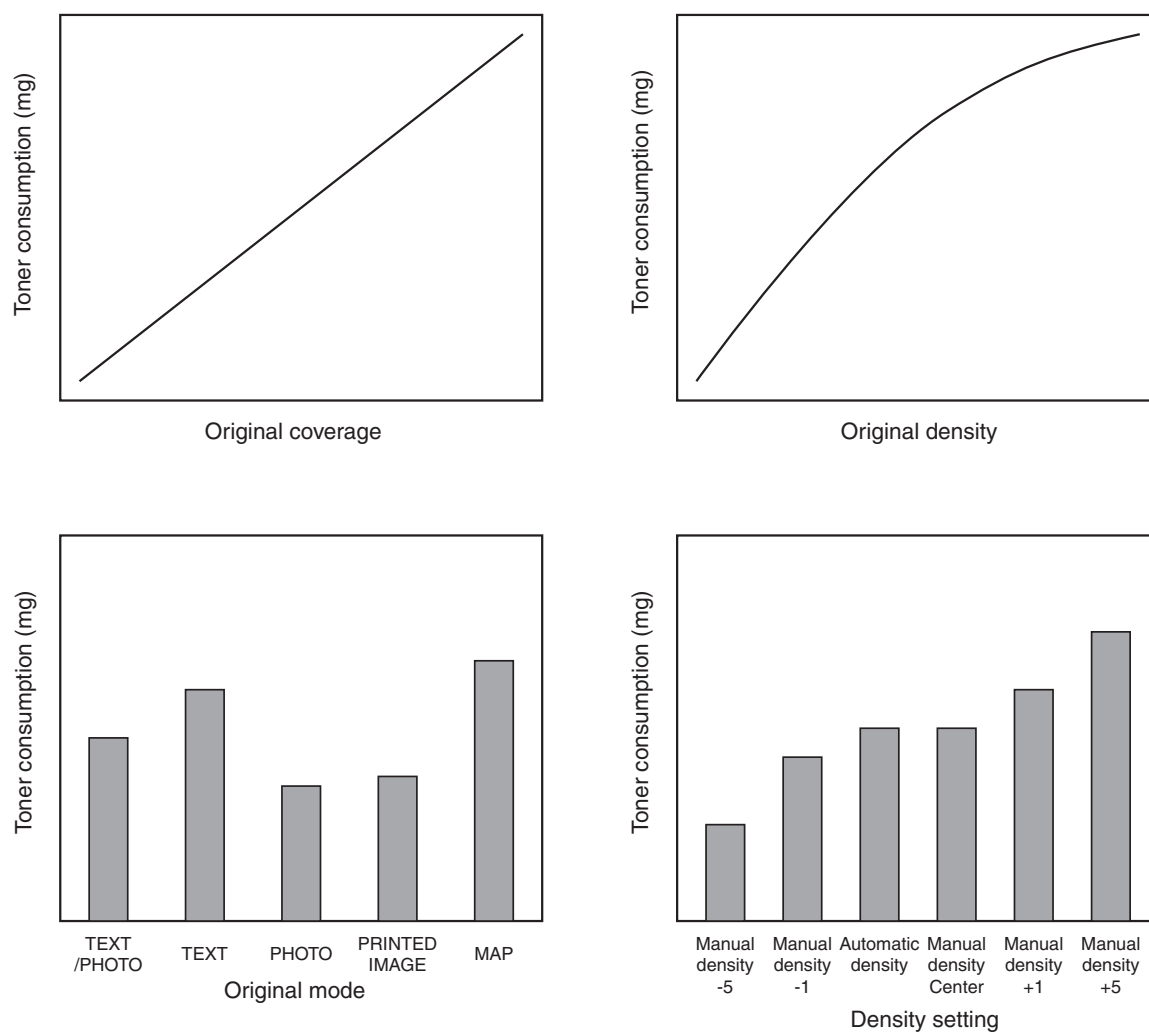 Toner consumption (mg)
Original coverage
Toner consumption (mg)
Original density
Toner consumption (mg)
TEXT
/PHOTO
TEXT
PHOTO
PRINTED
IMAGE
MAP
Original mode
Toner consumption (mg)
Manual
density
-5
Manual
density
-1
Automatic
density
Manual
density
Center
Manual
density
+1
Manual
density
+5
Density setting